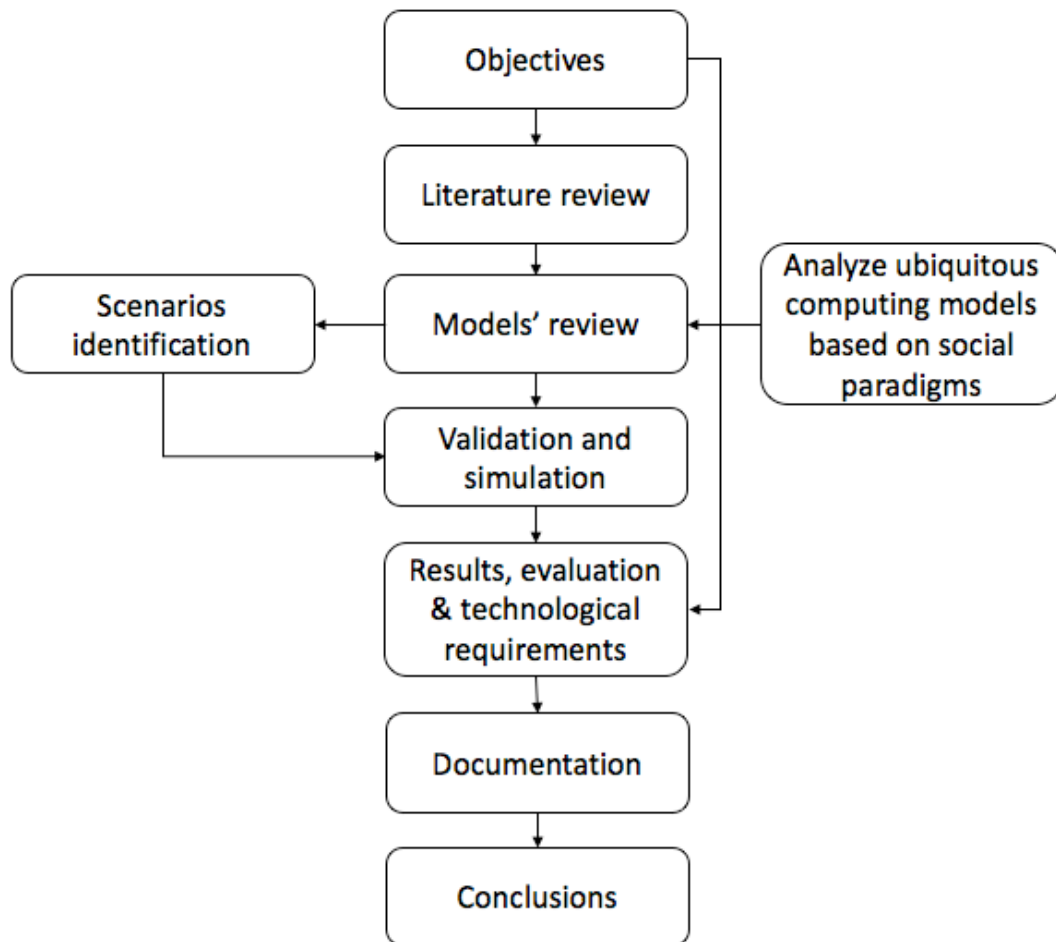 Objectives
Literature review
Models’ review
Scenarios
identification
Analyze ubiquitous
computing models
based on social
paradigms
Validation and
simulation
Results, evaluation
& technological
requirements
Documentation
Conclusions